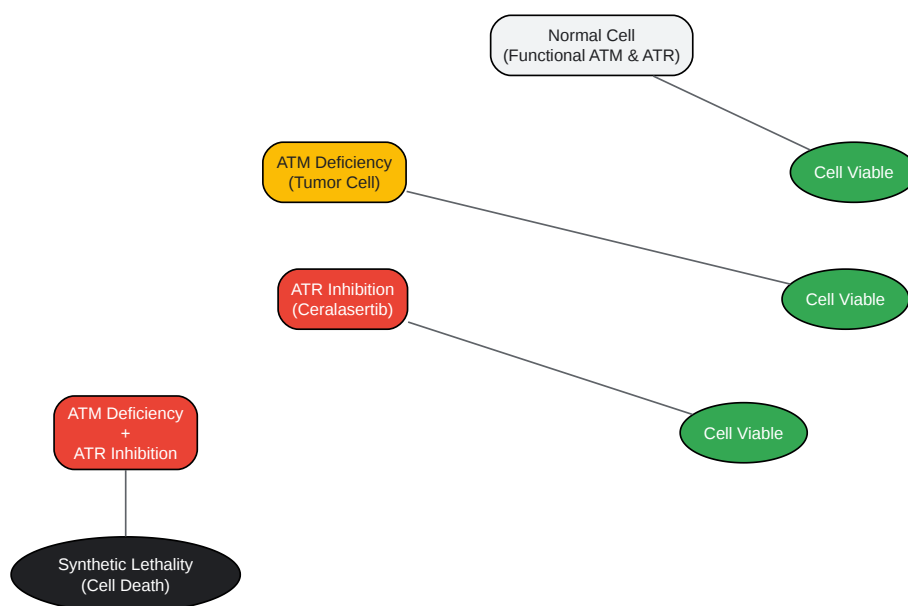 Normal Cell
(Functional ATM & ATR)
ATM Deficiency
(Tumor Cell)
Cell Viable
ATR Inhibition
(Ceralasertib)
Cell Viable
ATM Deficiency
+
ATR Inhibition
Cell Viable
Synthetic Lethality
(Cell Death)